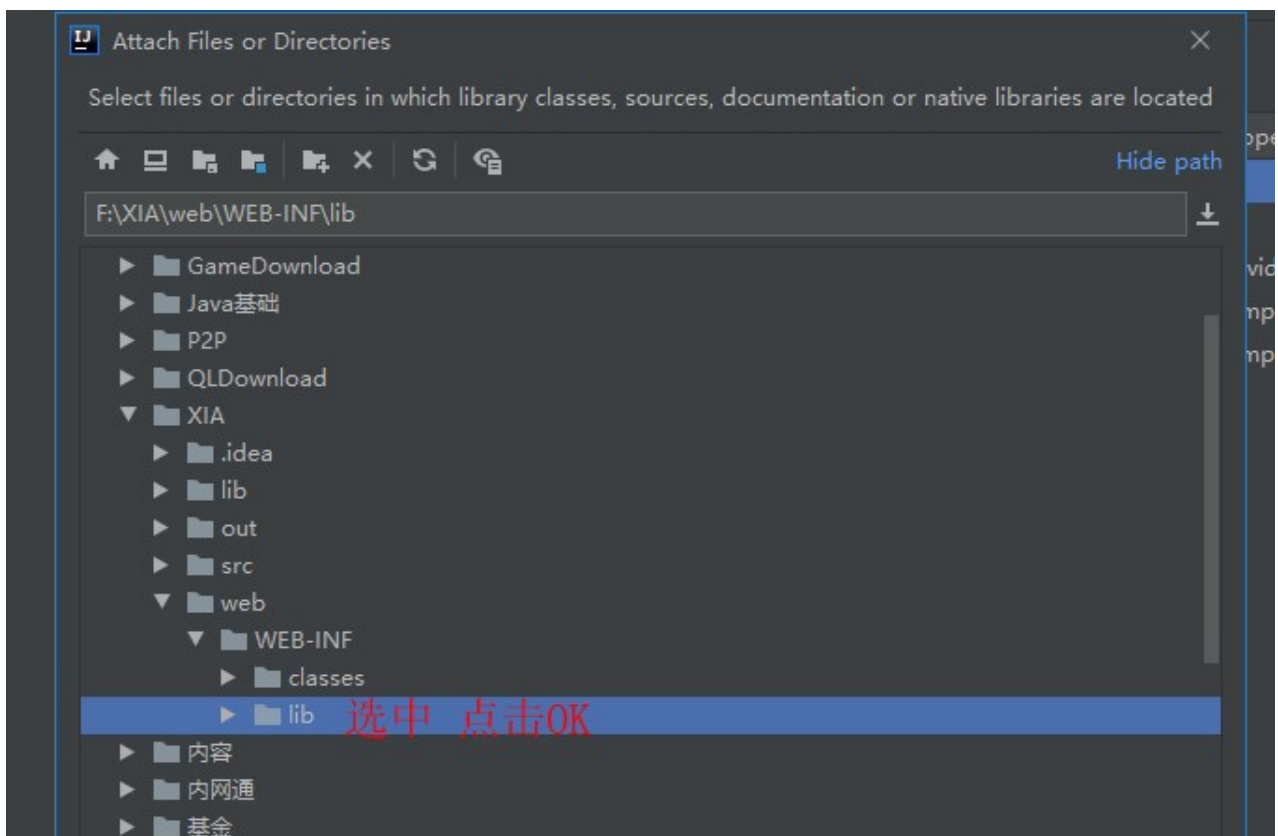 Attach Files or Directories
Select files or directories in which library classes, sources, documentation or native libraries are located
Hide path
F:\XIA\web\WEB-INF\lib
GameDownload
Java基础
P2P
QLDownload
XIA
.idea
lib
out
src
web
WEB-INF
classes
lib 选中 点击OK
内容
内网通
基金